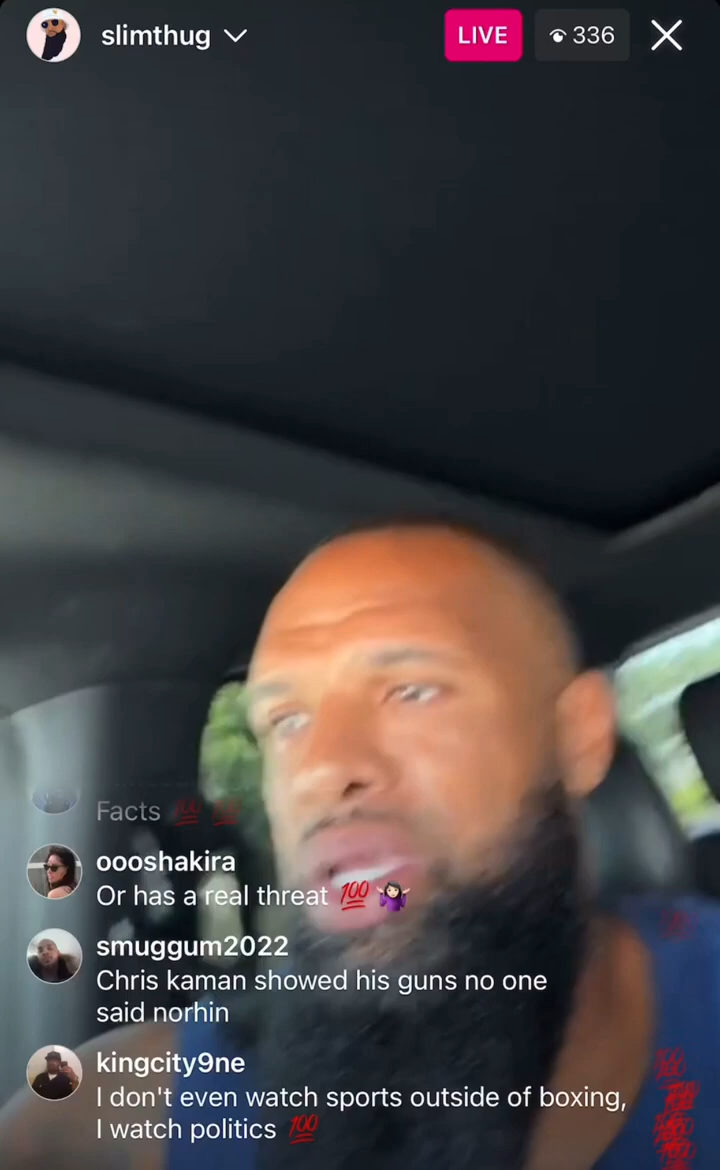 slimthug
LIVE
336
Facts 💯 💯
oooshakira
Or has a real threat 💯🤷🏻‍♀️
smuggum2022
Chris kaman showed his guns no one
said norhin
kingcity9ne
I don't even watch sports outside of boxing,
I watch politics 💯